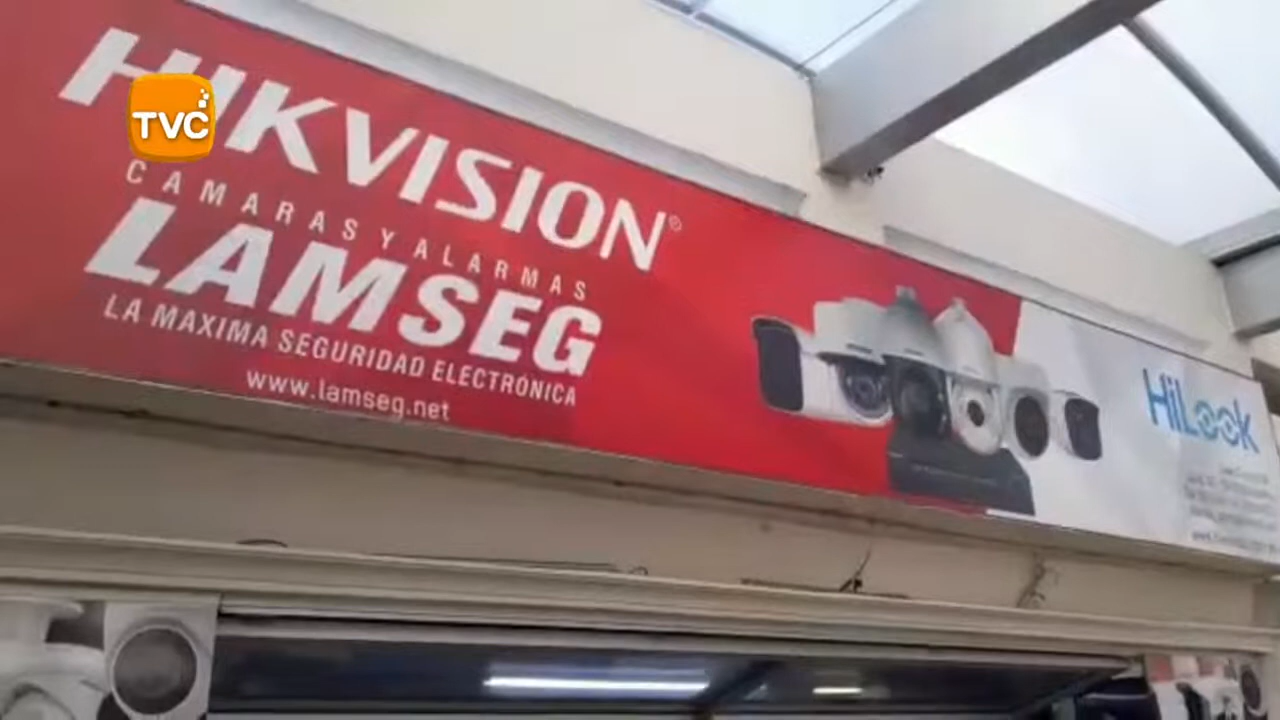 TVC
HIKVISION®
CAMARAS Y ALARMAS
LAMSEG
LA MAXIMA SEGURIDAD ELECTRÓNICA
www.lamseg.net
HiLook